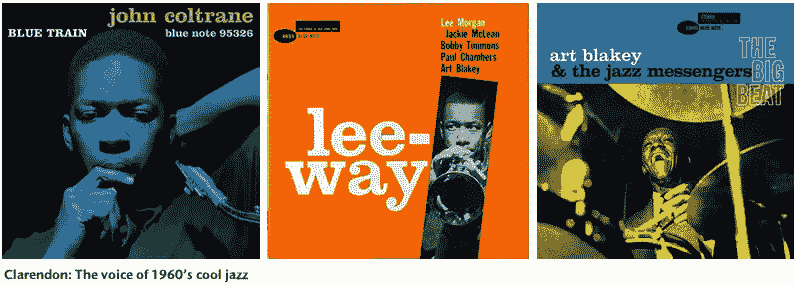 john coltrane
BLUE TRAIN
blue note 95326
Lee Morgan
Jackie McLean
Bobby Timmons
Paul Chambers
Art Blakey
lee-
way
art blakey
& the jazz messengers
THE
BIG
BEAT
Clarendon: The voice of 1960's cool jazz